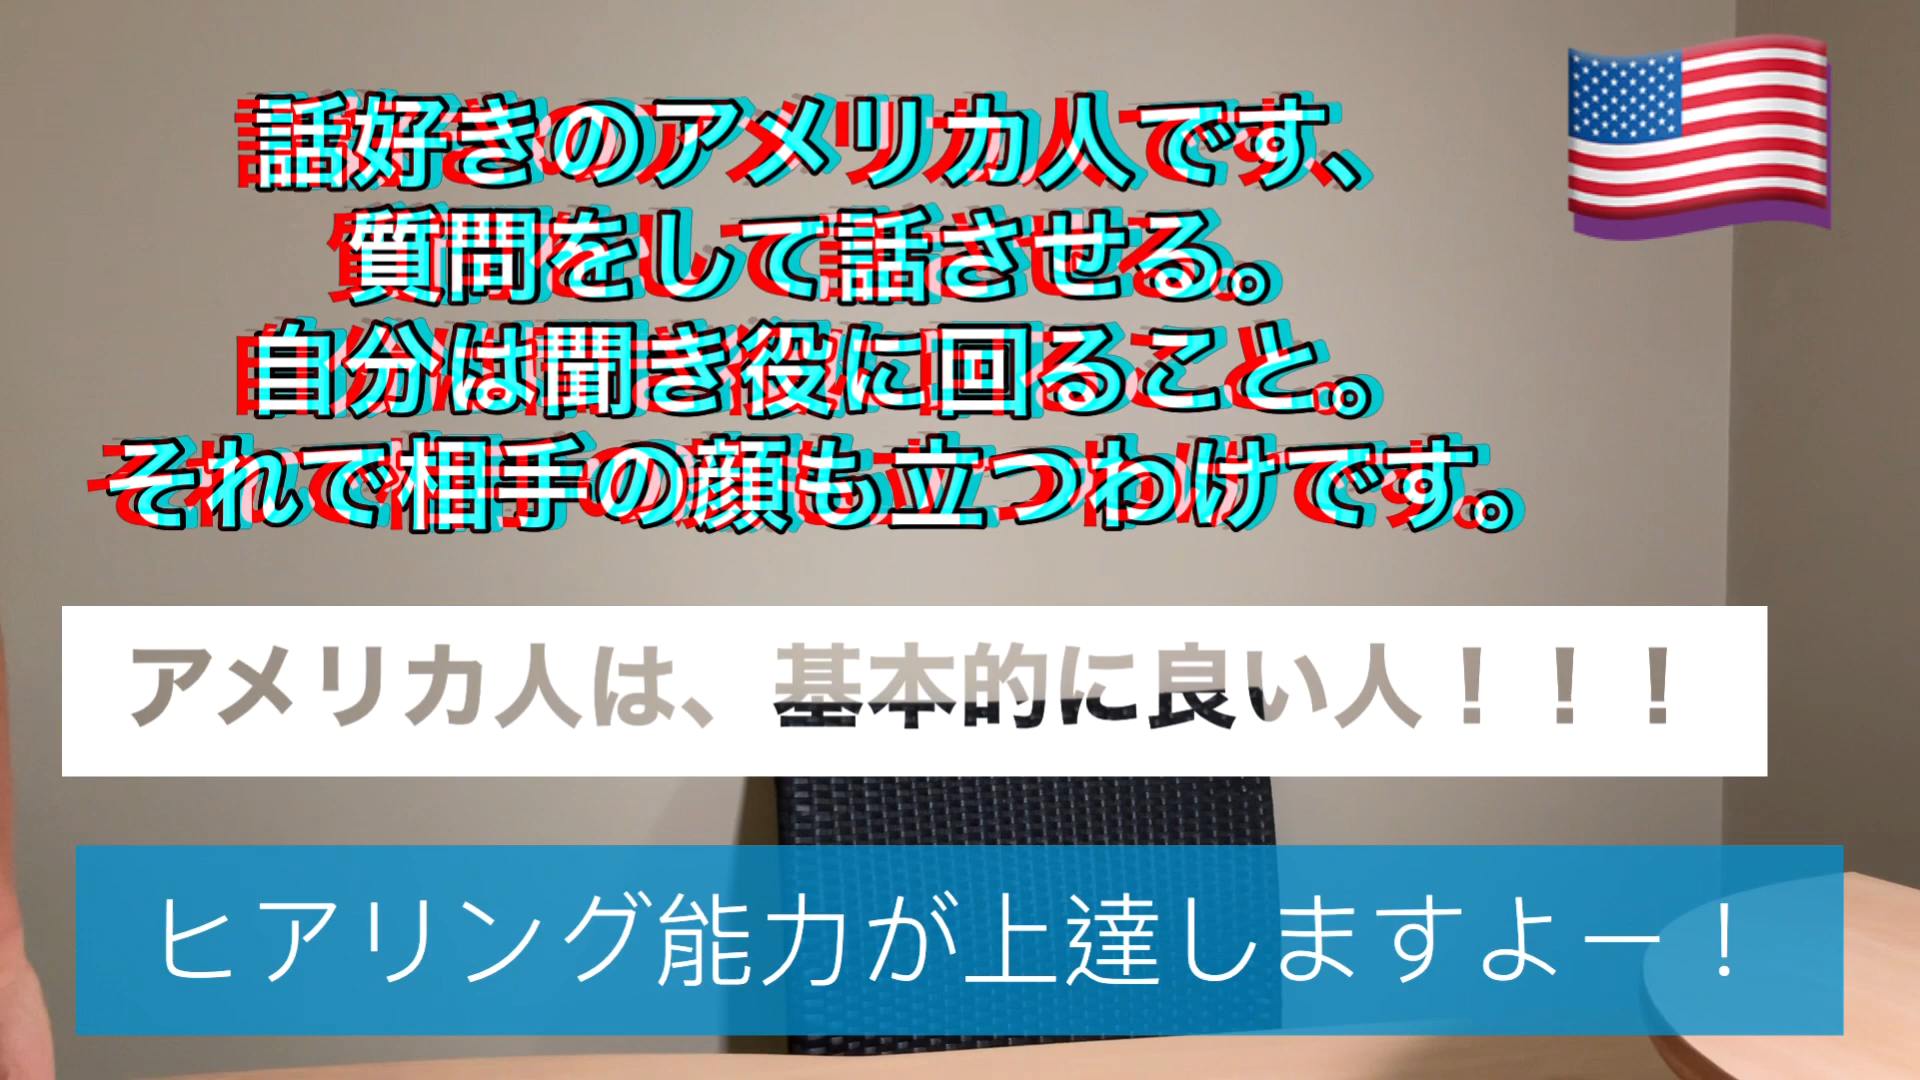 話好きのアメリカ人です、
質問をして話させる。
自分は聞き役に回ること。
それで相手の顔も立つわけです。
アメリカ人は、基本的に良い人！！！
ヒアリング能力が上達しますよー！